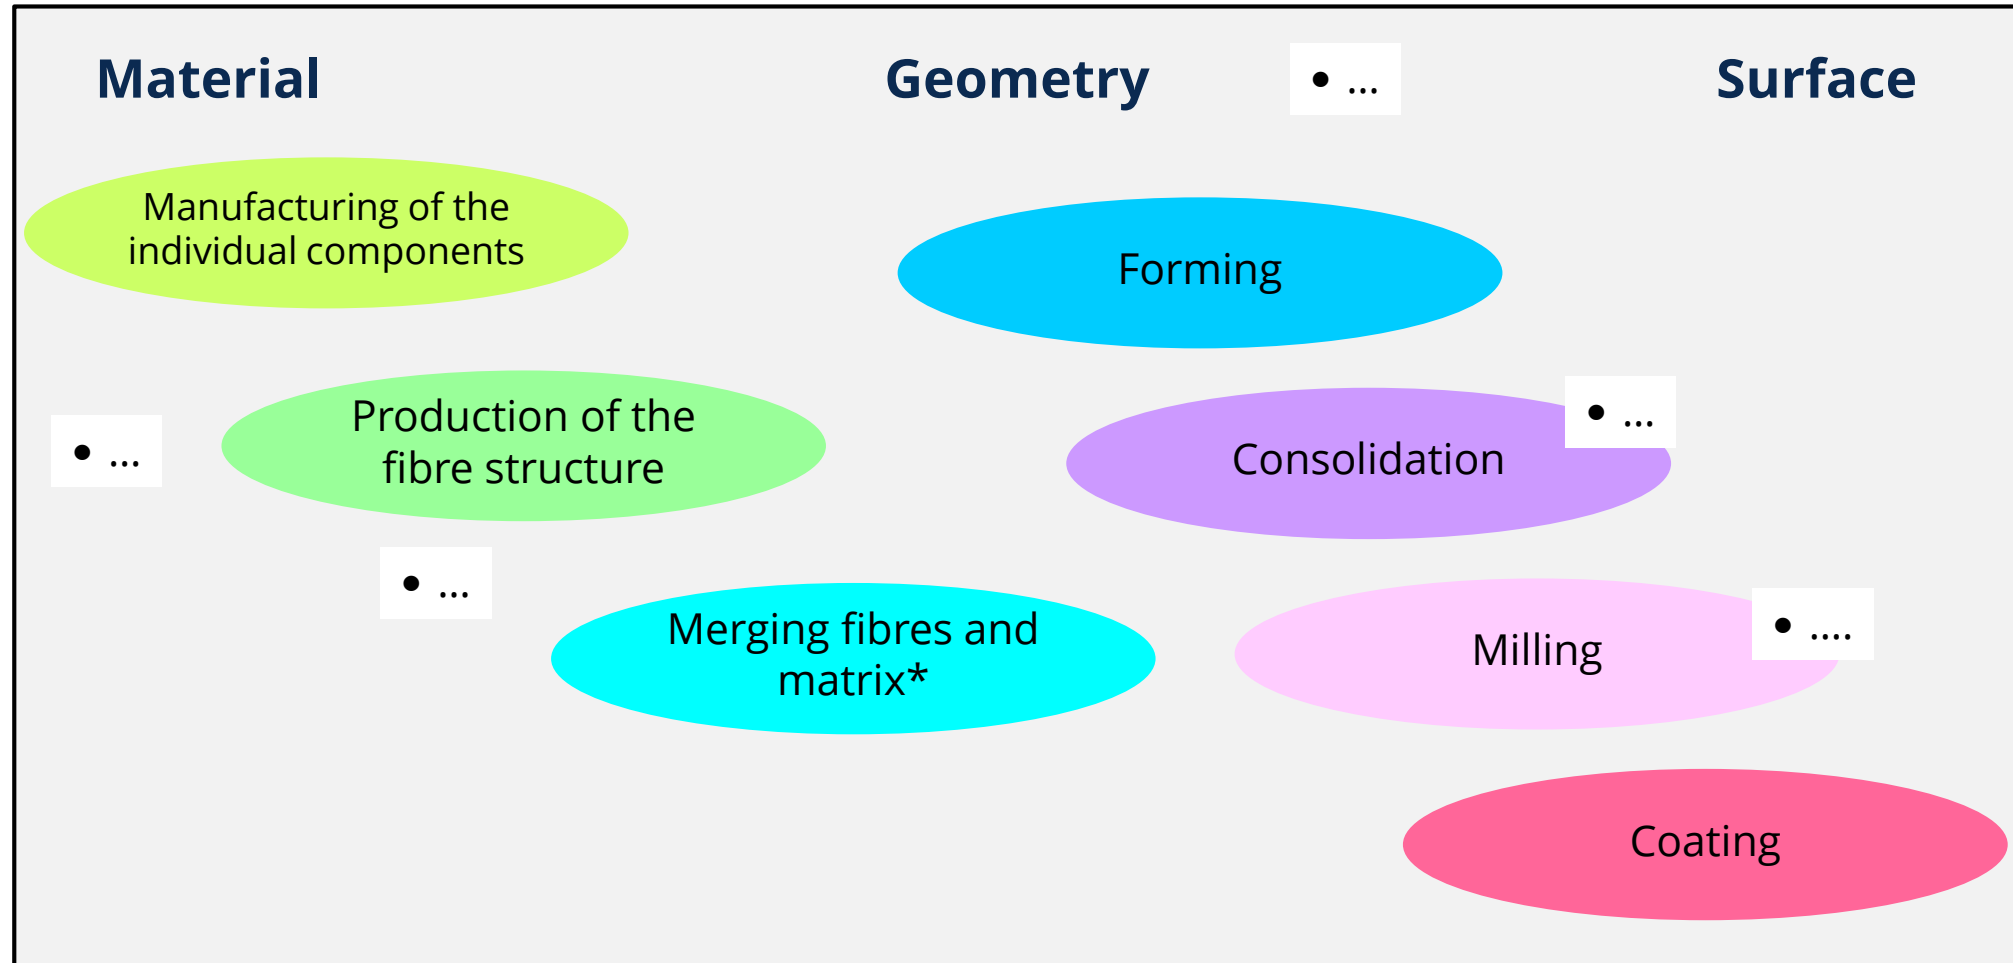 Material
Geometry
• ...
Surface
Manufacturing of the
individual components
Forming
Production of the
fibre structure
• ...
Consolidation
• ...
• ...
Merging fibres and
matrix*
Milling
• ....
Coating